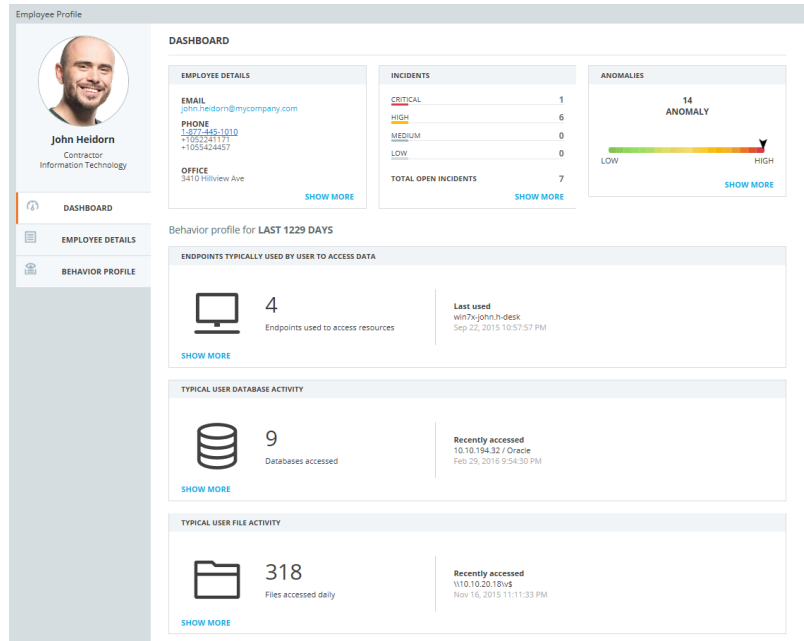 Employee Profile
John Heidorn
Contractor
Information Technology
DASHBOARD
EMPLOYEE DETAILS
BEHAVIOR PROFILE
DASHBOARD
EMPLOYEE DETAILS
EMAIL
john.heidorn@mycompany.com
PHONE
1-877-445-1010
+1052241171
+1055424457
OFFICE
3410 Hillview Ave
SHOW MORE
INCIDENTS
CRITICAL 1
HIGH 6
MEDIUM 0
LOW 0
TOTAL OPEN INCIDENTS 7
SHOW MORE
ANOMALIES
14
ANOMALY
LOW HIGH
SHOW MORE
Behavior profile for LAST 1229 DAYS
ENDPOINTS TYPICALLY USED BY USER TO ACCESS DATA
4
Endpoints used to access resources
Last used
win7x-john.h-desk
Sep 22, 2015 10:57:57 PM
SHOW MORE
TYPICAL USER DATABASE ACTIVITY
9
Databases accessed
Recently accessed
10.10.194.32 / Oracle
Feb 29, 2016 9:54:30 PM
SHOW MORE
TYPICAL USER FILE ACTIVITY
318
Files accessed daily
Recently accessed
\\10.10.20.18\v$
Nov 16, 2015 11:11:33 PM
SHOW MORE